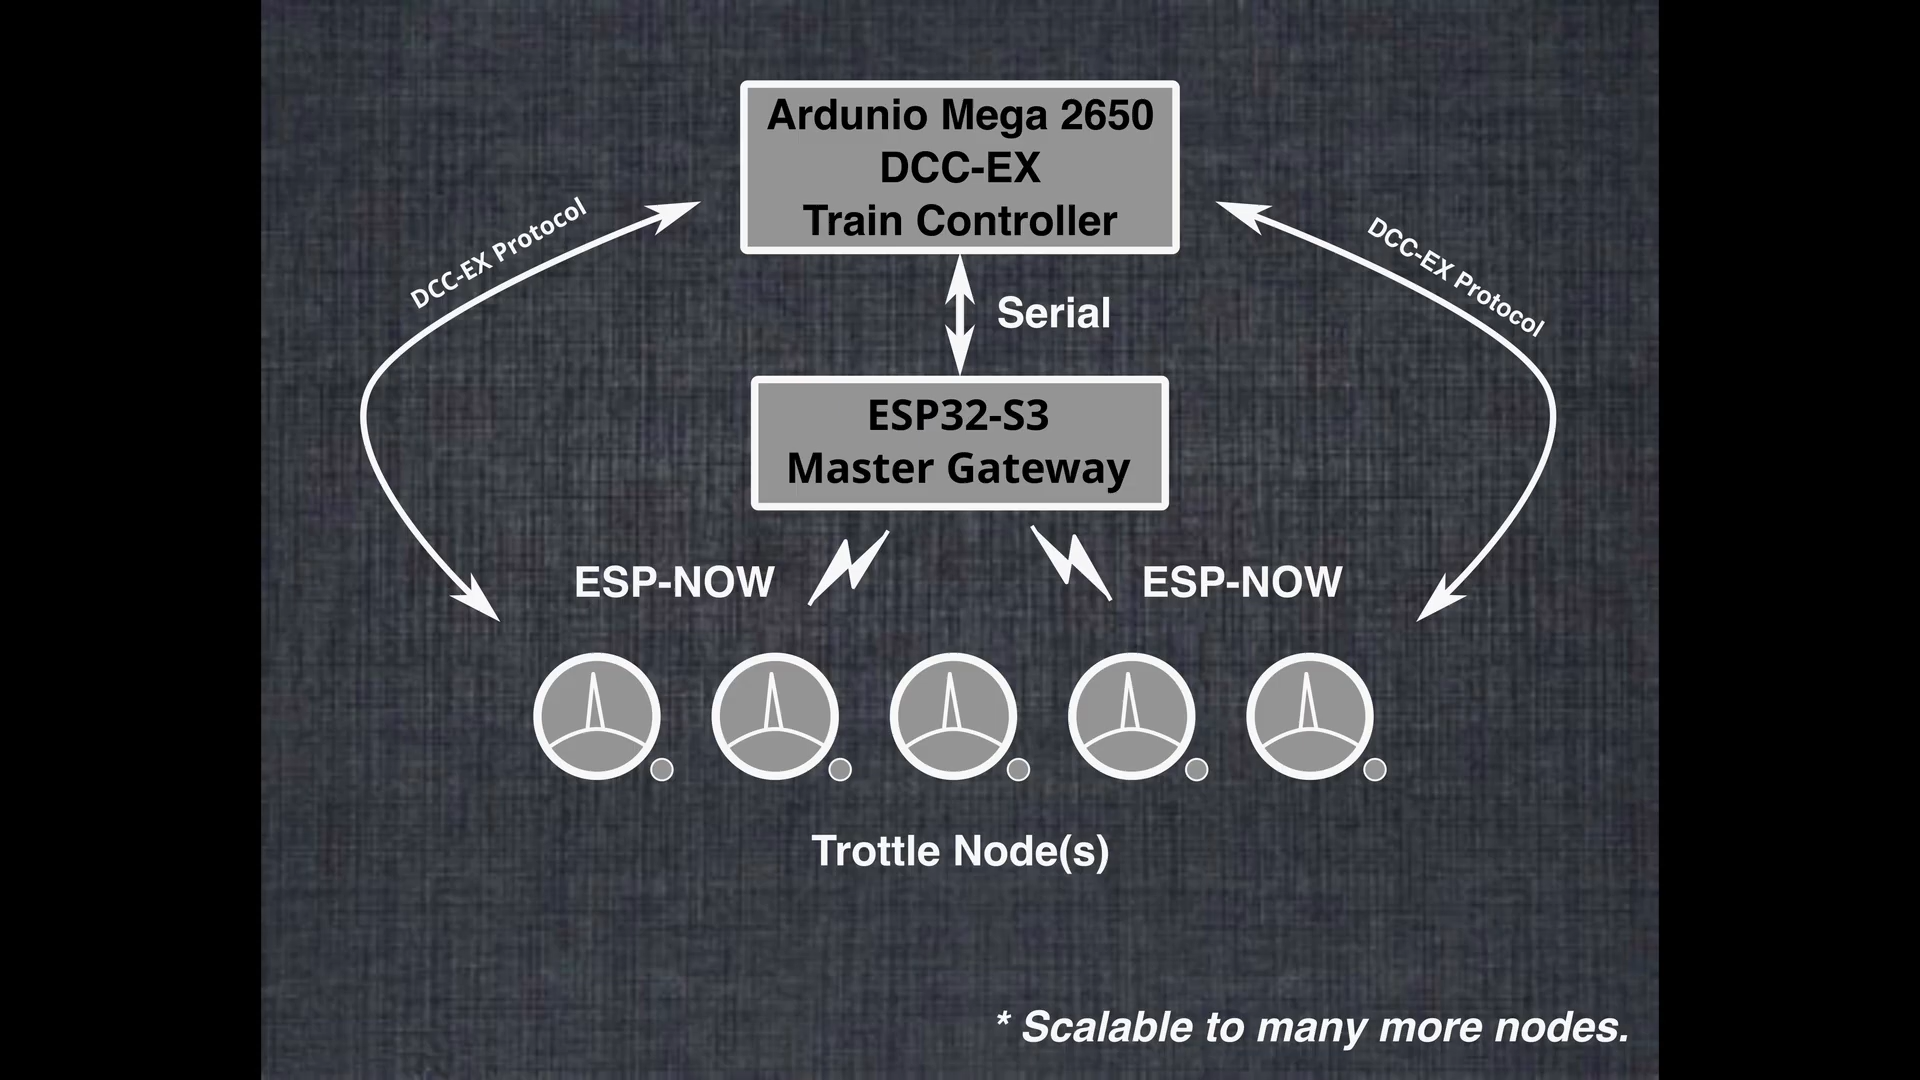 Ardunio Mega 2650
DCC-EX
Train Controller
DCC-EX Protocol
DCC-EX Protocol
Serial
ESP32-S3
Master Gateway
ESP-NOW
ESP-NOW
Trottle Node(s)
* Scalable to many more nodes.